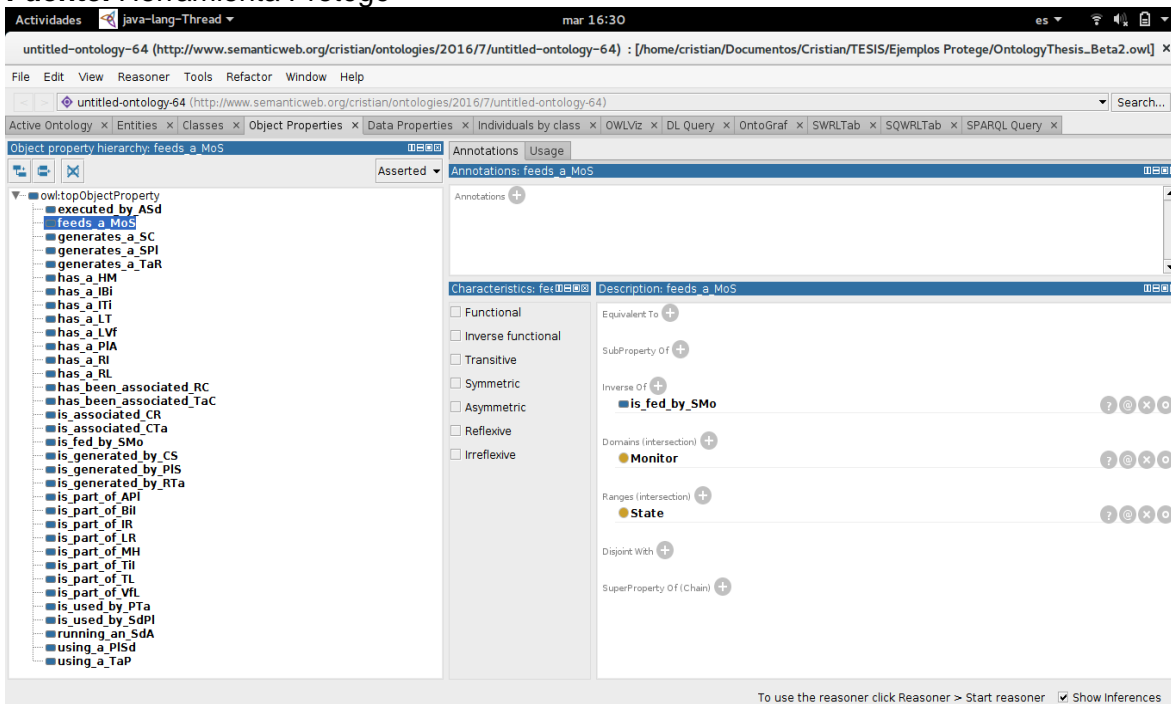 Fuente: Herramienta Protégé
Actividades java-lang-Thread mar 16:30 es
untitled-ontology-64 (http://www.semanticweb.org/cristian/ontologies/2016/7/untitled-ontology-64) : [/home/cristian/Documentos/Cristian/TESIS/Ejemplos Protege/OntologyThesis_Beta2.owl] ×
File Edit View Reasoner Tools Refactor Window Help
< > untitled-ontology-64 (http://www.semanticweb.org/cristian/ontologies/2016/7/untitled-ontology-64) Search...
Active Ontology × Entities × Classes × Object Properties × Data Properties × Individuals by class × OWLViz × DL Query × OntoGraf × SWRLTab × SQWRLTab × SPARQL Query ×
Object property hierarchy: feeds_a_MoS
Asserted
owl:topObjectProperty
executed_by_ASd
feeds_a_MoS
generates_a_SC
generates_a_SPl
generates_a_TaR
has_a_HM
has_a_IBi
has_a_ITi
has_a_LT
has_a_LVf
has_a_PlA
has_a_RI
has_a_RL
has_been_associated_RC
has_been_associated_TaC
is_associated_CR
is_associated_CTa
is_fed_by_SMo
is_generated_by_CS
is_generated_by_PlS
is_generated_by_RTa
is_part_of_APl
is_part_of_BiI
is_part_of_IR
is_part_of_LR
is_part_of_MH
is_part_of_TiI
is_part_of_TL
is_part_of_VfL
is_used_by_PTa
is_used_by_SdPl
running_an_SdA
using_a_PlSd
using_a_TaP
Annotations Usage
Annotations: feeds_a_MoS
Annotations
Characteristics: fee
Functional
Inverse functional
Transitive
Symmetric
Asymmetric
Reflexive
Irreflexive
Description: feeds_a_MoS
Equivalent To
SubProperty Of
Inverse Of
is_fed_by_SMo
Domains (intersection)
Monitor
Ranges (intersection)
State
Disjoint With
SuperProperty Of (Chain)
To use the reasoner click Reasoner > Start reasoner Show Inferences